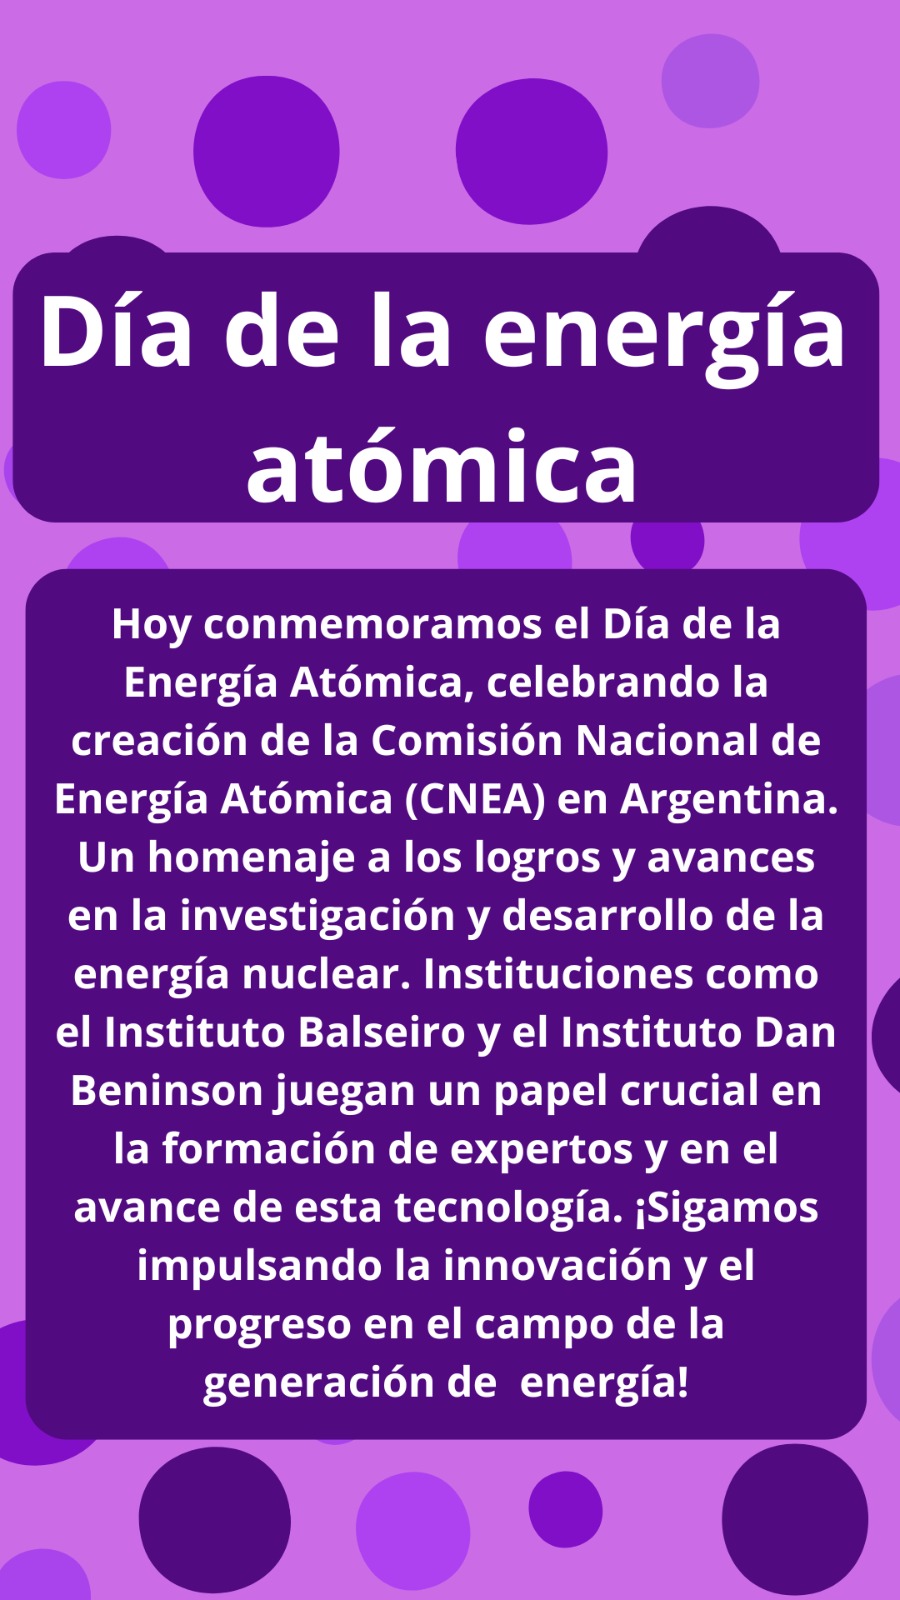 Día de la energía
atómica
Hoy conmemoramos el Día de la
Energía Atómica, celebrando la
creación de la Comisión Nacional de
Energía Atómica (CNEA) en Argentina.
Un homenaje a los logros y avances
en la investigación y desarrollo de la
energía nuclear. Instituciones como
el Instituto Balseiro y el Instituto Dan
Beninson juegan un papel crucial en
la formación de expertos y en el
avance de esta tecnología. ¡Sigamos
impulsando la innovación y el
progreso en el campo de la
generación de  energía!